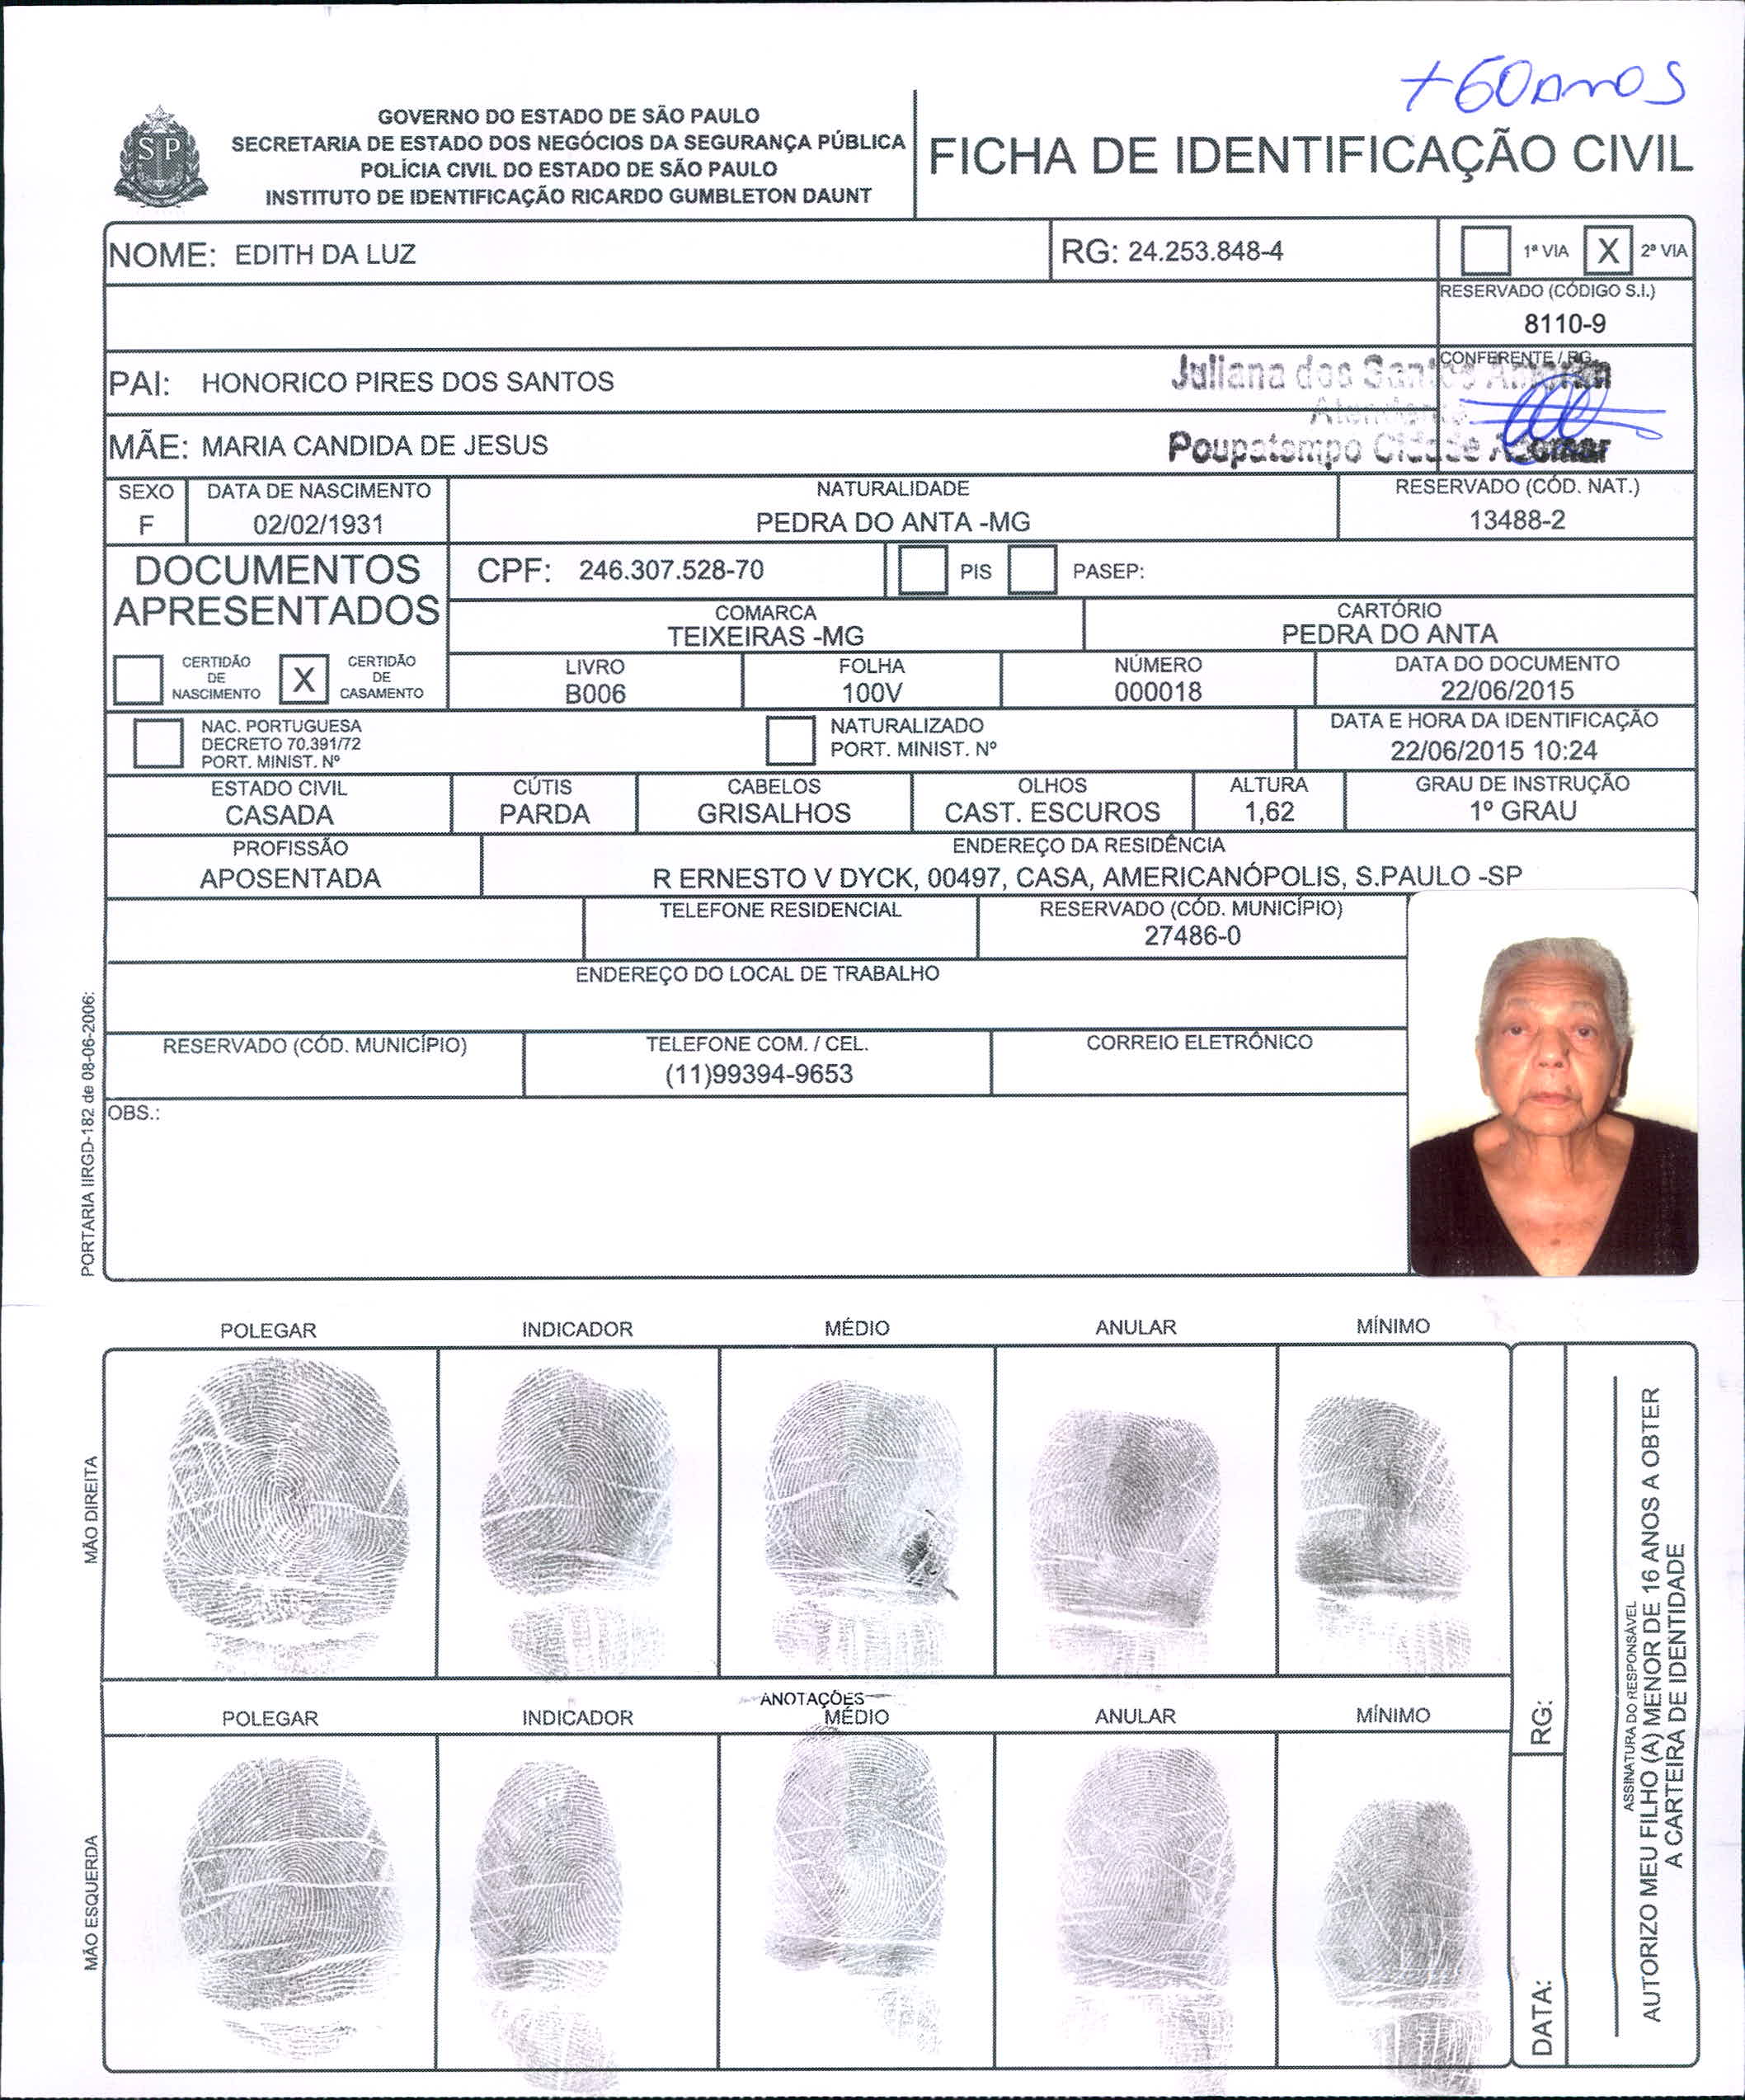 +60 anos
SP
GOVERNO DO ESTADO DE SÃO PAULO
SECRETARIA DE ESTADO DOS NEGÓCIOS DA SEGURANÇA PÚBLICA
POLÍCIA CIVIL DO ESTADO DE SÃO PAULO
INSTITUTO DE IDENTIFICAÇÃO RICARDO GUMBLETON DAUNT
FICHA DE IDENTIFICAÇÃO CIVIL
NOME: EDITH DA LUZ
RG: 24.253.848-4
1ª VIA X 2ª VIA
RESERVADO (CÓDIGO S.I.)
8110-9
PAI: HONORICO PIRES DOS SANTOS
CONFERENTE / RG
Juliana dos Santos Amorim
Atendente
MÃE: MARIA CANDIDA DE JESUS
Poupatempo Cidade Ademar
SEXO DATA DE NASCIMENTO NATURALIDADE RESERVADO (CÓD. NAT.)
F 02/02/1931 PEDRA DO ANTA -MG 13488-2
DOCUMENTOS
APRESENTADOS
CPF: 246.307.528-70 PIS PASEP:
COMARCA CARTÓRIO
TEIXEIRAS -MG PEDRA DO ANTA
CERTIDÃO
DE
NASCIMENTO
X CERTIDÃO
DE
CASAMENTO
LIVRO FOLHA NÚMERO DATA DO DOCUMENTO
B006 100V 000018 22/06/2015
NAC. PORTUGUESA
DECRETO 70.391/72
PORT. MINIST. Nº
NATURALIZADO
PORT. MINIST. Nº
DATA E HORA DA IDENTIFICAÇÃO
22/06/2015 10:24
ESTADO CIVIL CÚTIS CABELOS OLHOS ALTURA GRAU DE INSTRUÇÃO
CASADA PARDA GRISALHOS CAST. ESCUROS 1,62 1º GRAU
PROFISSÃO ENDEREÇO DA RESIDÊNCIA
APOSENTADA R ERNESTO V DYCK, 00497, CASA, AMERICANÓPOLIS, S.PAULO -SP
TELEFONE RESIDENCIAL RESERVADO (CÓD. MUNICÍPIO)
27486-0
ENDEREÇO DO LOCAL DE TRABALHO
RESERVADO (CÓD. MUNICÍPIO) TELEFONE COM. / CEL. CORREIO ELETRÔNICO
(11)99394-9653
OBS.:
PORTARIA IIRGD-182 de 08-06-2006:
POLEGAR INDICADOR MÉDIO ANULAR MÍNIMO
MÃO DIREITA
ANOTAÇÕES
POLEGAR INDICADOR MÉDIO ANULAR MÍNIMO
MÃO ESQUERDA
RG:
DATA:
ASSINATURA DO RESPONSÁVEL
AUTORIZO MEU FILHO (A) MENOR DE 16 ANOS A OBTER
A CARTEIRA DE IDENTIDADE